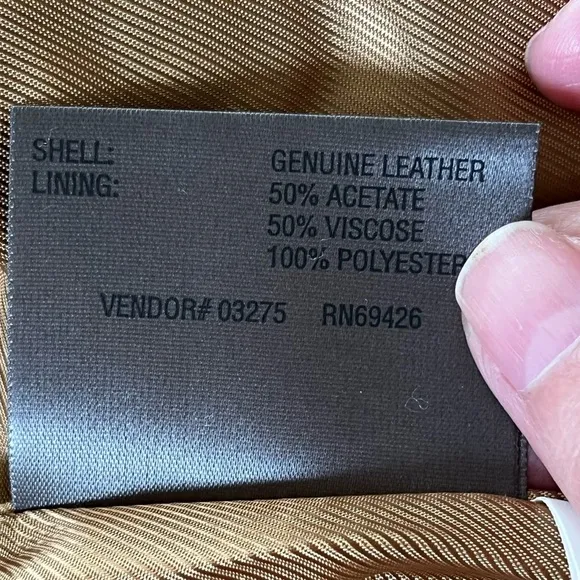 SHELL: GENUINE LEATHER
LINING: 50% ACETATE
50% VISCOSE
100% POLYESTER
VENDOR# 03275 RN69426